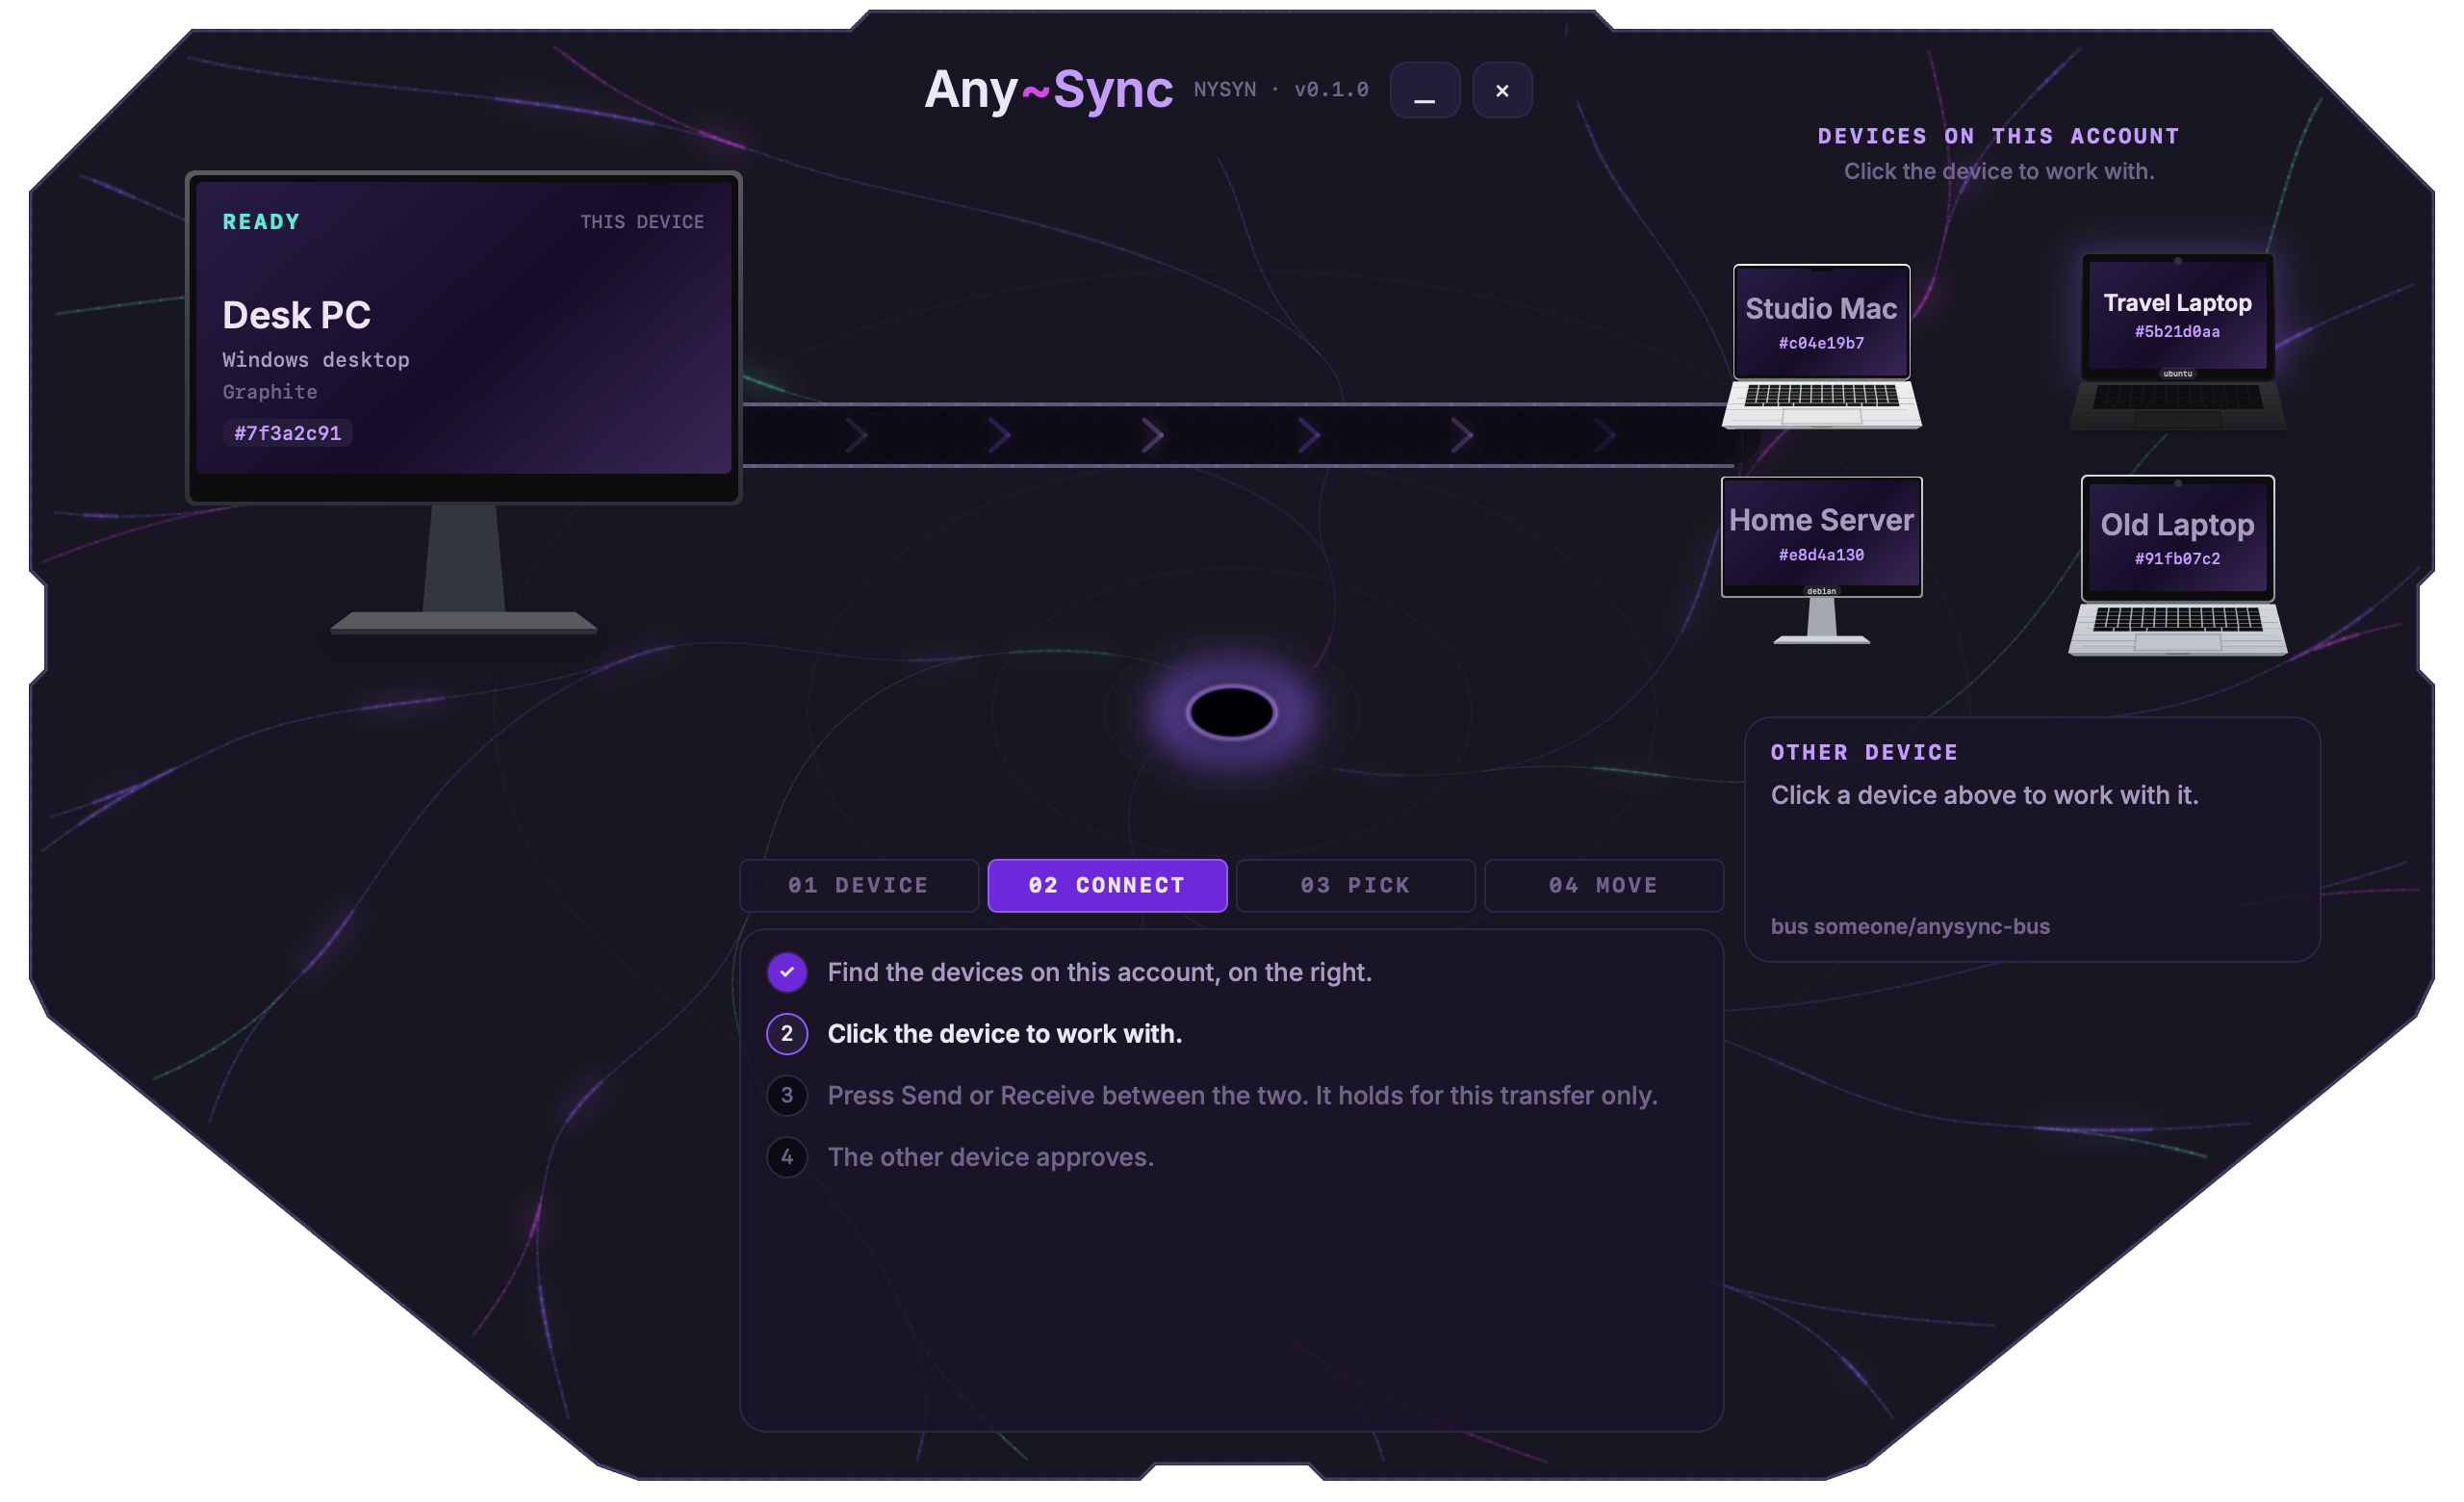 Any~Sync NYSYN · v0.1.0
DEVICES ON THIS ACCOUNT
Click the device to work with.
READY THIS DEVICE
Desk PC
Windows desktop
Graphite
#7f3a2c91
Studio Mac
#c04e19b7
Travel Laptop
#5b21d0aa
ubuntu
Home Server
#e8d4a130
debian
Old Laptop
#91fb07c2
OTHER DEVICE
Click a device above to work with it.
bus someone/anysync-bus
01 DEVICE 02 CONNECT 03 PICK 04 MOVE
Find the devices on this account, on the right.
2 Click the device to work with.
3 Press Send or Receive between the two. It holds for this transfer only.
4 The other device approves.